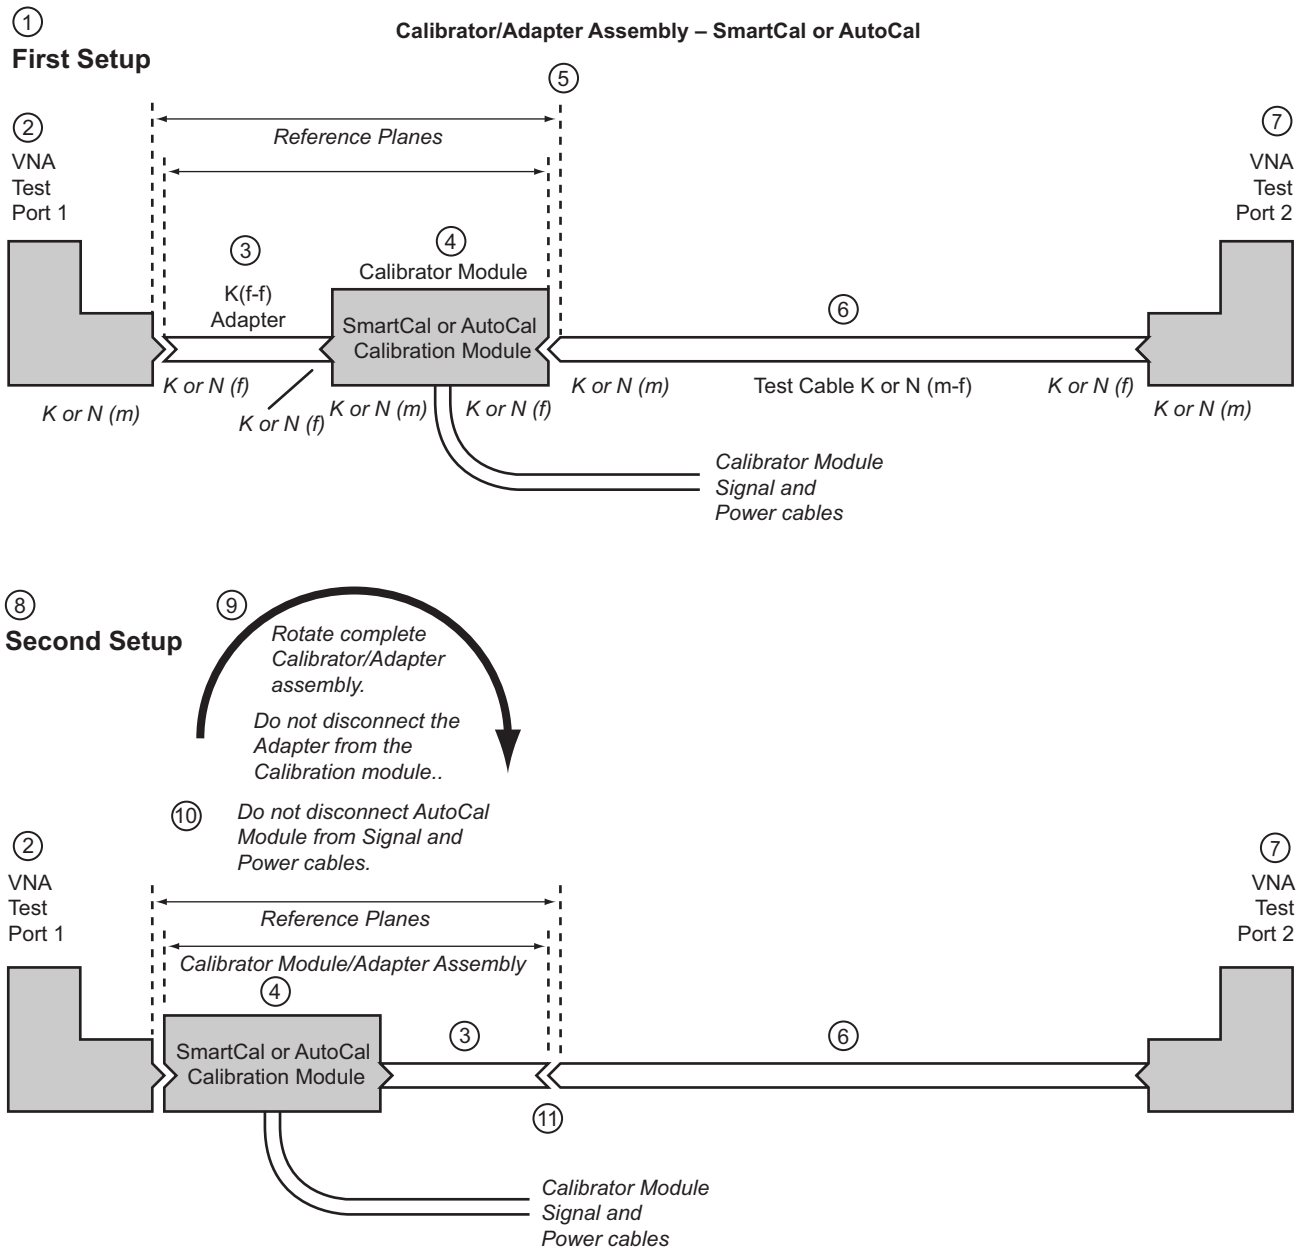 ①
First Setup
Calibrator/Adapter Assembly – SmartCal or AutoCal
⑤
②
VNA
Test
Port 1
Reference Planes
⑦
VNA
Test
Port 2
③
K(f-f)
Adapter
④
Calibrator Module
SmartCal or AutoCal
Calibration Module
⑥
K or N (m)
K or N (f)
K or N (f)
K or N (m)
K or N (f)
K or N (m)
Test Cable K or N (m-f)
K or N (f)
K or N (m)
Calibrator Module
Signal and
Power cables
⑧
Second Setup
⑨
Rotate complete
Calibrator/Adapter
assembly.
Do not disconnect the
Adapter from the
Calibration module..
⑩
Do not disconnect AutoCal
Module from Signal and
Power cables.
②
VNA
Test
Port 1
Reference Planes
Calibrator Module/Adapter Assembly
⑦
VNA
Test
Port 2
④
SmartCal or AutoCal
Calibration Module
③
⑥
⑪
Calibrator Module
Signal and
Power cables